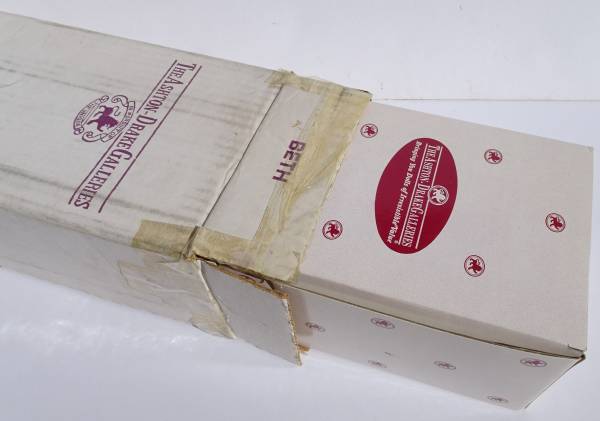 THE ASHTON-DRAKE GALLERIES
BETH
THE ASHTON-DRAKE GALLERIES
Bringing You Dolls of Irresistible Value